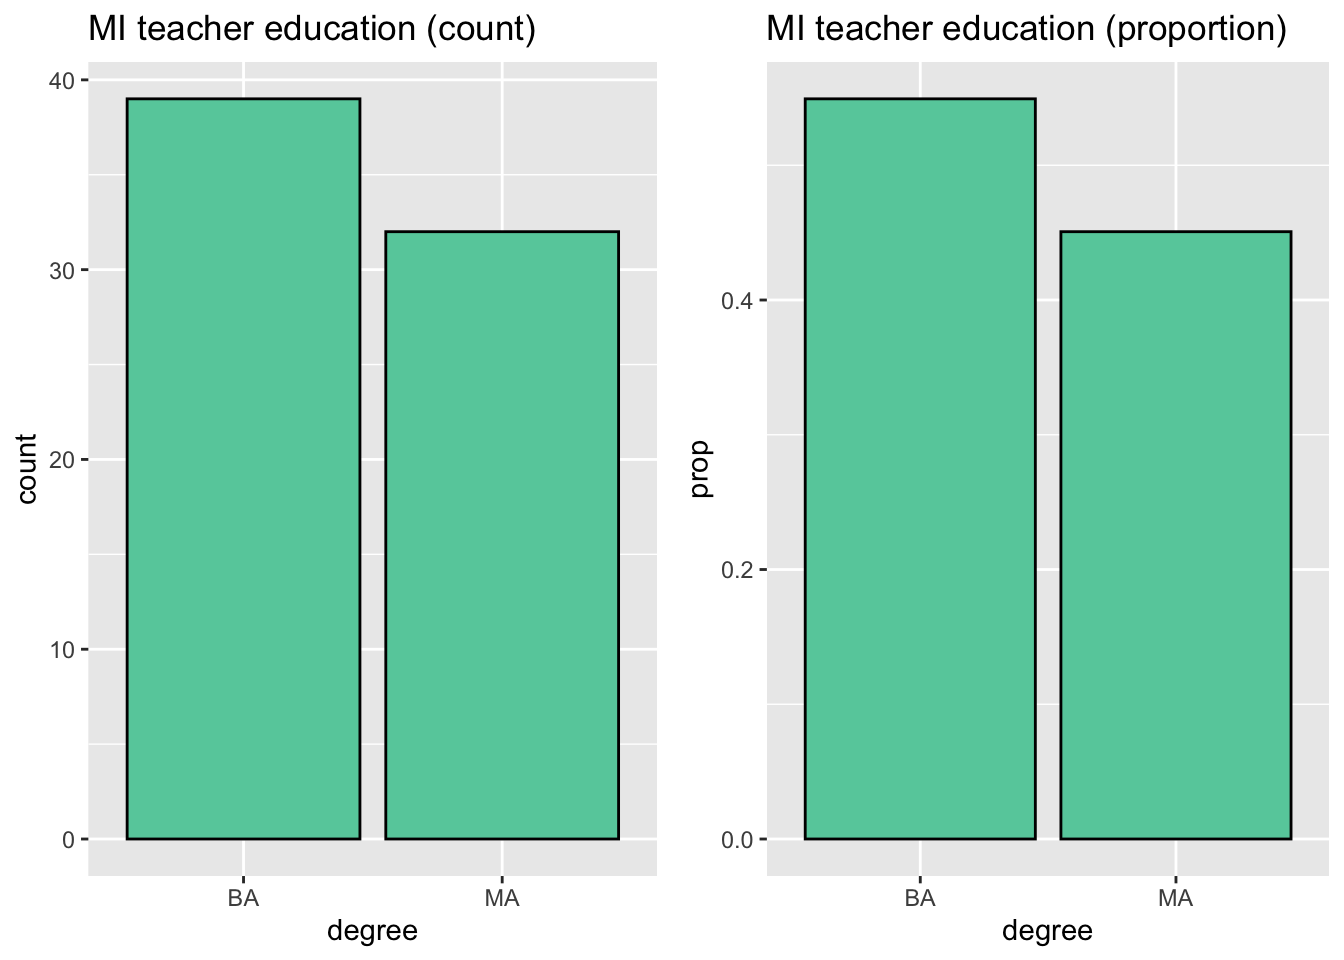 MI teacher education (count)
count
40
30
20
10
0
BA
MA
degree
MI teacher education (proportion)
prop
0.4
0.2
0.0
BA
MA
degree